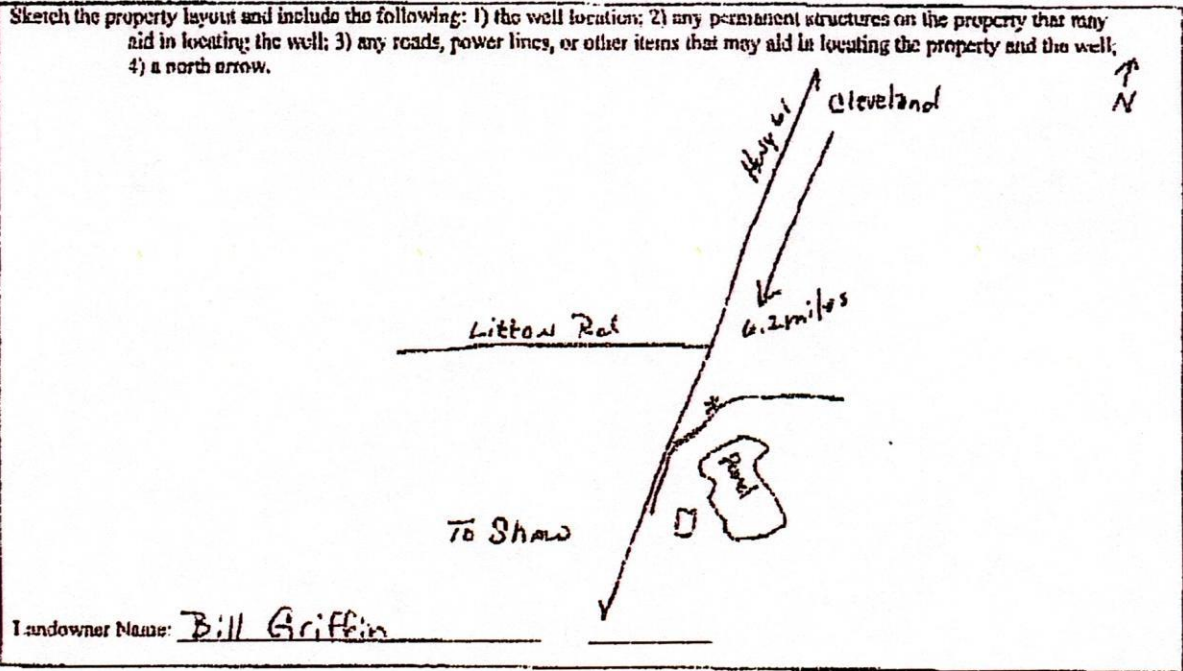 Sketch the property layout and include the following: 1) the well location; 2) any permanent structures on the property that may
aid in locating the well; 3) any roads, power lines, or other items that may aid in locating the property and the well;
4) a north arrow.
N
Cleveland
Hwy 61
miles
Litton Rd
Pond
To Shaw
Landowner Name: Bill Griffin